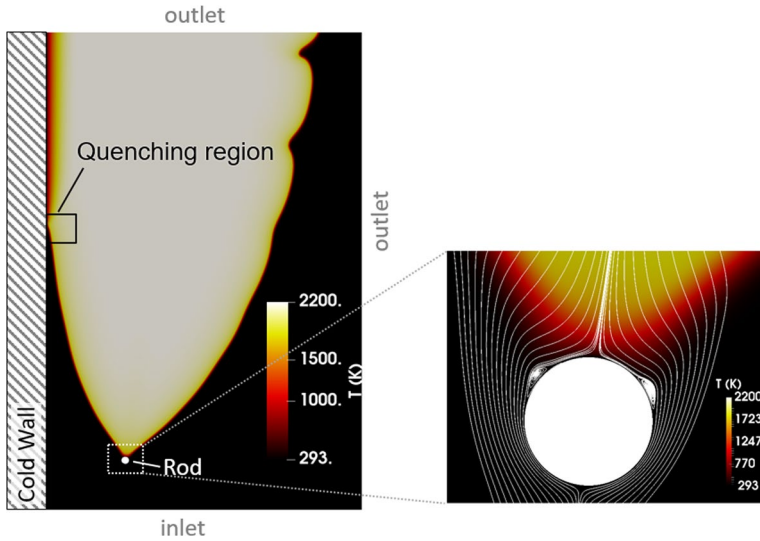 outlet
Quenching region
outlet
2200.
1500.
1000.
293.
T (K)
Cold Wall
Rod
inlet
T (K)
2200
1723
1247
770
293